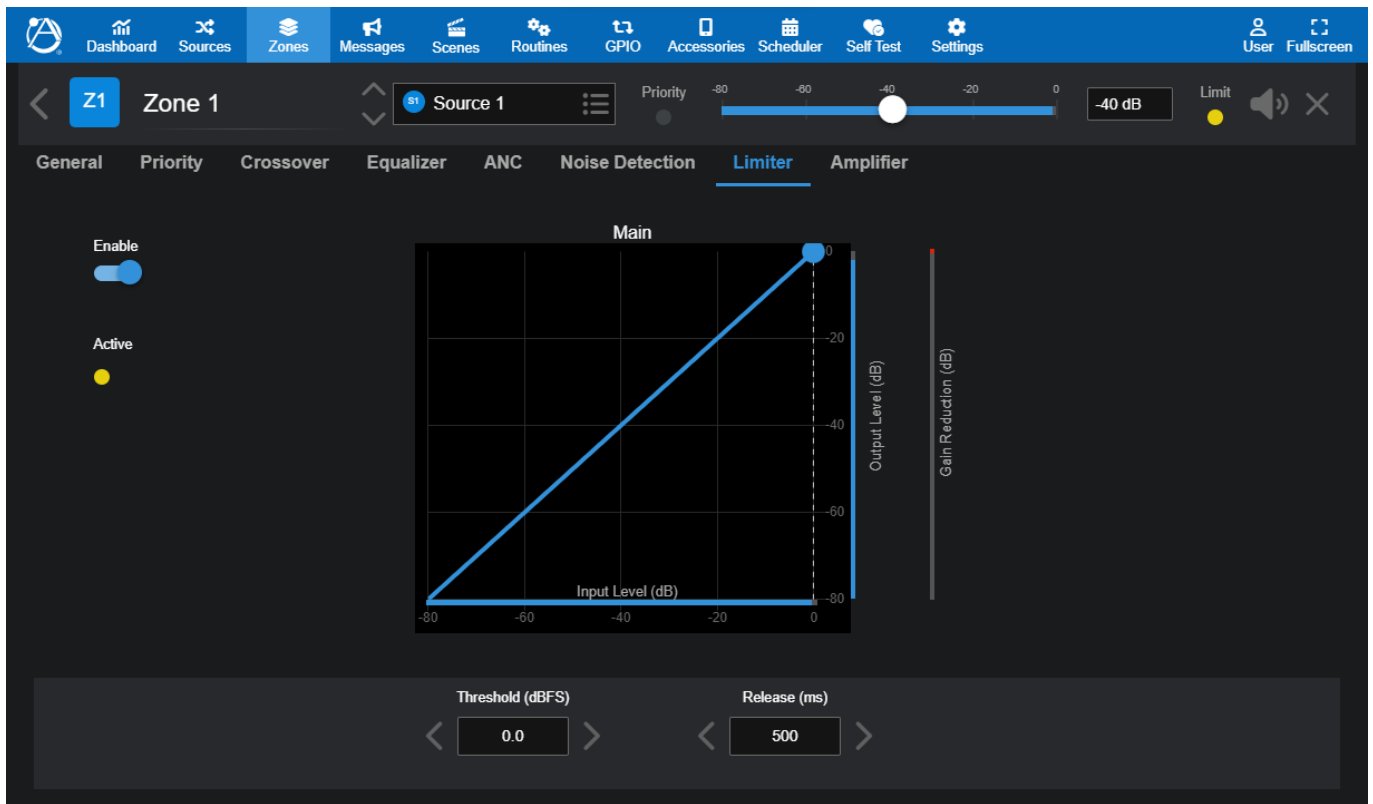 Dashboard Sources Zones Messages Scenes Routines GPIO Accessories Scheduler Self Test Settings User Fullscreen
Z1 Zone 1 S1 Source 1 Priority -80 -60 -40 -20 0 -40 dB Limit
General Priority Crossover Equalizer ANC Noise Detection Limiter Amplifier
Main
Enable
Active
0
-20
-40
-60
-80
Output Level (dB)
Gain Reduction (dB)
Input Level (dB)
-80 -60 -40 -20 0
Threshold (dBFS) Release (ms)
0.0 500